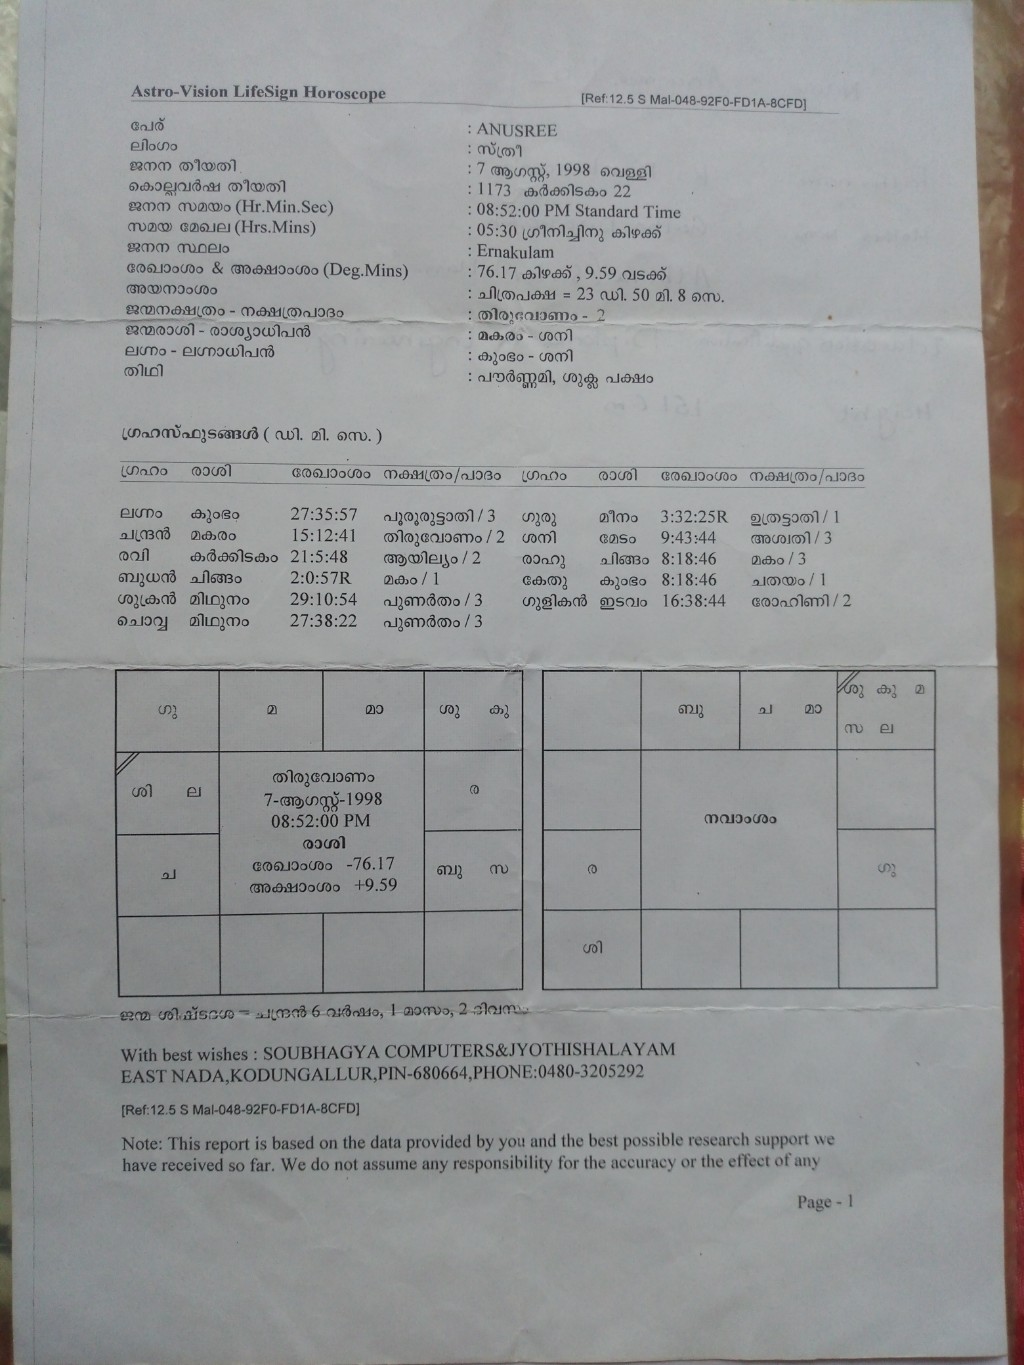 Astro-Vision LifeSign Horoscope [Ref:12.5 S Mal-048-92F0-FD1A-8CFD]
പേര് : ANUSREE
ലിംഗം : സ്ത്രീ
ജനന തീയതി : 7 ആഗസ്റ്റ്, 1998 വെള്ളി
കൊല്ലവർഷ തീയതി : 1173 കർക്കിടകം 22
ജനന സമയം (Hr.Min.Sec) : 08:52:00 PM Standard Time
സമയ മേഖല (Hrs.Mins) : 05:30 ഗ്രീനിച്ചിനു കിഴക്ക്
ജനന സ്ഥലം : Ernakulam
രേഖാംശം & അക്ഷാംശം (Deg.Mins) : 76.17 കിഴക്ക് , 9.59 വടക്ക്
അയനാംശം : ചിത്രപക്ഷ = 23 ഡി. 50 മി. 8 സെ.
ജന്മനക്ഷത്രം - നക്ഷത്രപാദം : തിരുവോണം - 2
ജന്മരാശി - രാശ്യാധിപൻ : മകരം - ശനി
ലഗ്നം - ലഗ്നാധിപൻ : കുംഭം - ശനി
തിഥി : പൗർണ്ണമി, ശുക്ല പക്ഷം
ഗ്രഹസ്ഫുടങ്ങൾ ( ഡി. മി. സെ. )
ഗ്രഹം രാശി രേഖാംശം നക്ഷത്രം/പാദം ഗ്രഹം രാശി രേഖാംശം നക്ഷത്രം/പാദം
ലഗ്നം കുംഭം 27:35:57 പൂരൂരുട്ടാതി / 3 ഗുരു മീനം 3:32:25R ഉത്രട്ടാതി / 1
ചന്ദ്രൻ മകരം 15:12:41 തിരുവോണം / 2 ശനി മേടം 9:43:44 അശ്വതി / 3
രവി കർക്കിടകം 21:5:48 ആയില്യം / 2 രാഹു ചിങ്ങം 8:18:46 മകം / 3
ബുധൻ ചിങ്ങം 2:0:57R മകം / 1 കേതു കുംഭം 8:18:46 ചതയം / 1
ശുക്രൻ മിഥുനം 29:10:54 പുണർതം / 3 ഗുളികൻ ഇടവം 16:38:44 രോഹിണി / 2
ചൊവ്വ മിഥുനം 27:38:22 പുണർതം / 3
ഗു മ മാ ശു കു
ശി ല ര
ച ബു സ
തിരുവോണം
7-ആഗസ്റ്റ്-1998
08:52:00 PM
രാശി
രേഖാംശം -76.17
അക്ഷാംശം +9.59
ബു ച മാ ശു കു മ
സ ല
നവാംശം
ര ഗു
ശി
ജന്മ ശിഷ്ടദശ = ചന്ദ്രൻ 6 വർഷം, 1 മാസം, 2 ദിവസം
With best wishes : SOUBHAGYA COMPUTERS&JYOTHISHALAYAM
EAST NADA,KODUNGALLUR,PIN-680664,PHONE:0480-3205292
[Ref:12.5 S Mal-048-92F0-FD1A-8CFD]
Note: This report is based on the data provided by you and the best possible research support we
have received so far. We do not assume any responsibility for the accuracy or the effect of any
Page - 1